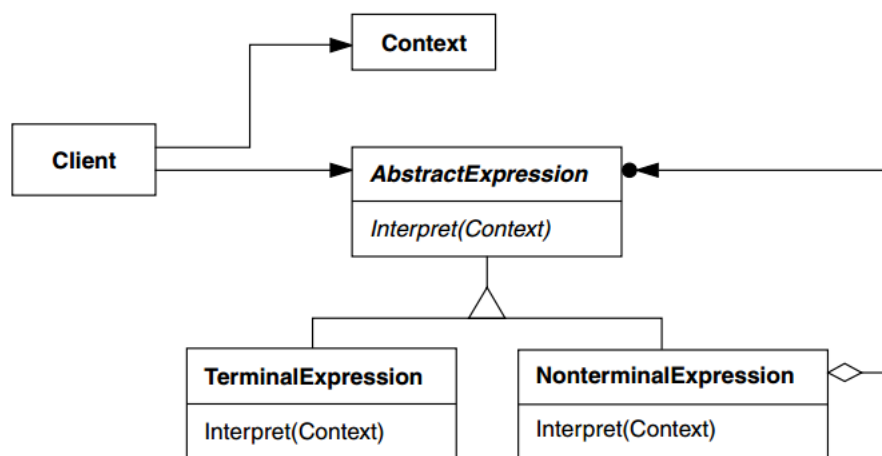 Context
Client
AbstractExpression
Interpret(Context)
TerminalExpression
Interpret(Context)
NonterminalExpression
Interpret(Context)